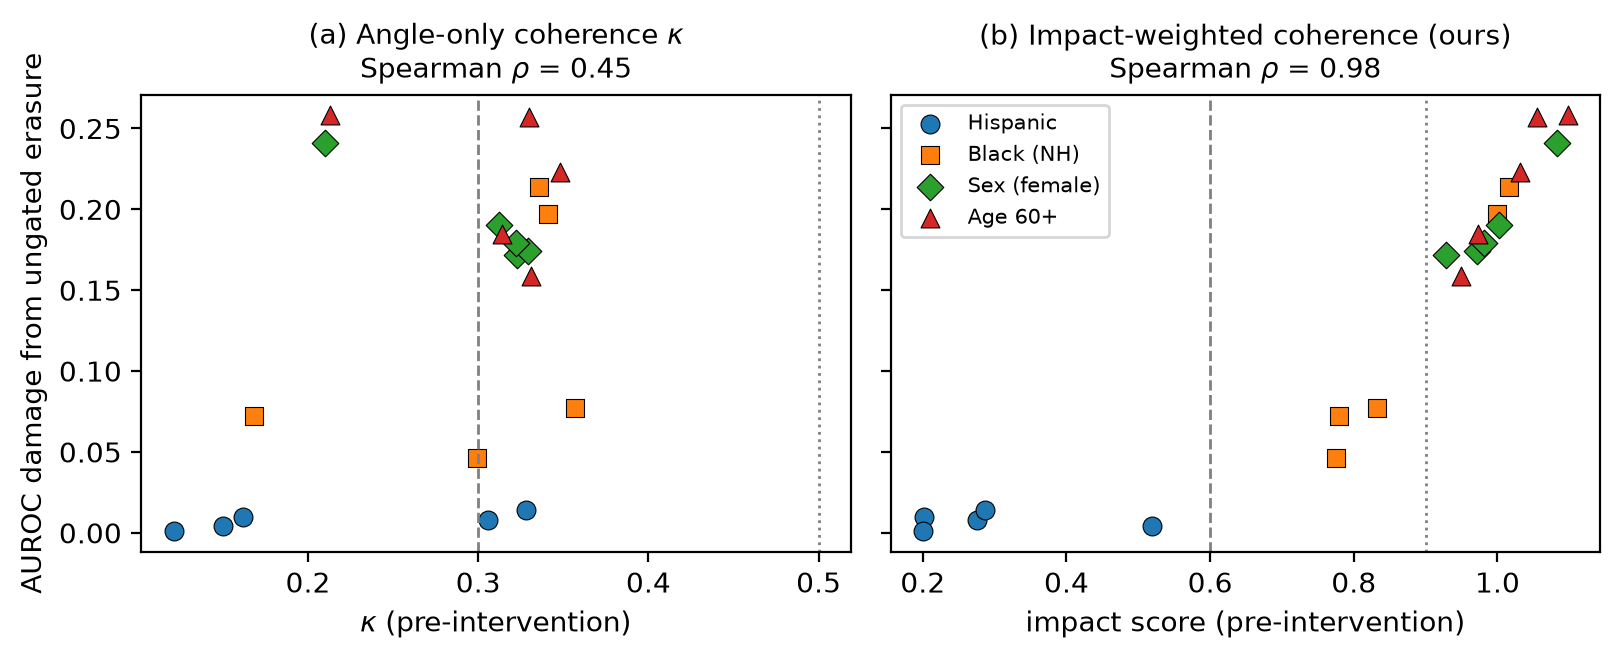 (a) Angle-only coherence κ
Spearman ρ = 0.45
(b) Impact-weighted coherence (ours)
Spearman ρ = 0.98
AUROC damage from ungated erasure
0.25
0.20
0.15
0.10
0.05
0.00
0.2 0.3 0.4 0.5
κ (pre-intervention)
Hispanic
Black (NH)
Sex (female)
Age 60+
0.2 0.4 0.6 0.8 1.0
impact score (pre-intervention)